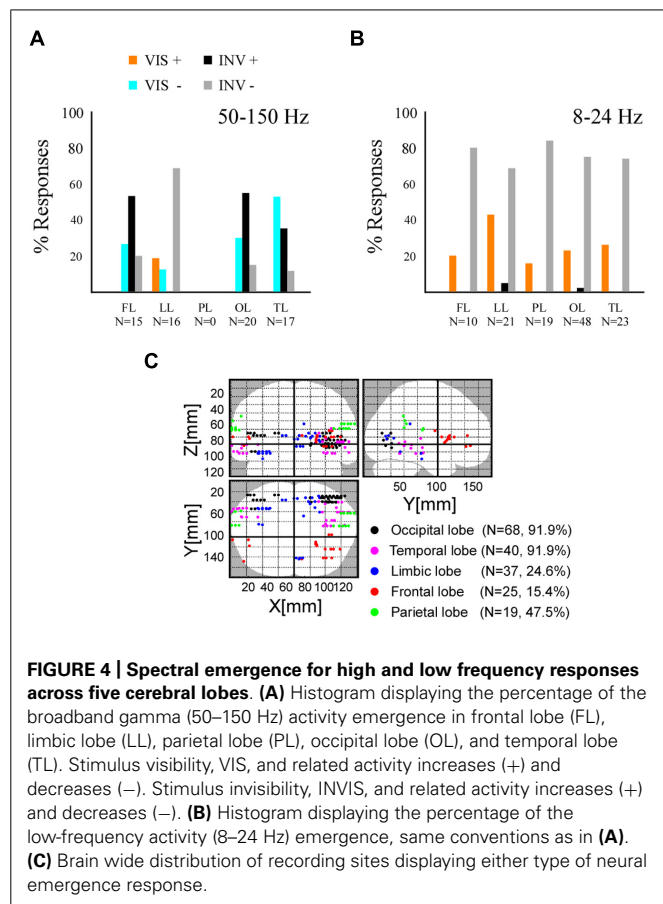 A
B
VIS +
INV +
VIS -
INV -
50-150 Hz
8-24 Hz
100
80
60
40
20
% Responses
FL LL PL OL TL
N=15 N=16 N=0 N=20 N=17
100
80
60
40
20
% Responses
FL LL PL OL TL
N=10 N=21 N=19 N=48 N=23
C
20
40
60
80
100
120
Z[mm]
50 100 150
Y[mm]
20
60
100
140
Y[mm]
20 40 60 80 100 120
X[mm]
Occipital lobe (N=68, 91.9%)
Temporal lobe (N=40, 91.9%)
Limbic lobe (N=37, 24.6%)
Frontal lobe (N=25, 15.4%)
Parietal lobe (N=19, 47.5%)
FIGURE 4 | Spectral emergence for high and low frequency responses
across five cerebral lobes. (A) Histogram displaying the percentage of the
broadband gamma (50–150 Hz) activity emergence in frontal lobe (FL),
limbic lobe (LL), parietal lobe (PL), occipital lobe (OL), and temporal lobe
(TL). Stimulus visibility, VIS, and related activity increases (+) and
decreases (−). Stimulus invisibility, INVIS, and related activity increases (+)
and decreases (−). (B) Histogram displaying the percentage of the
low-frequency activity (8–24 Hz) emergence, same conventions as in (A).
(C) Brain wide distribution of recording sites displaying either type of neural
emergence response.